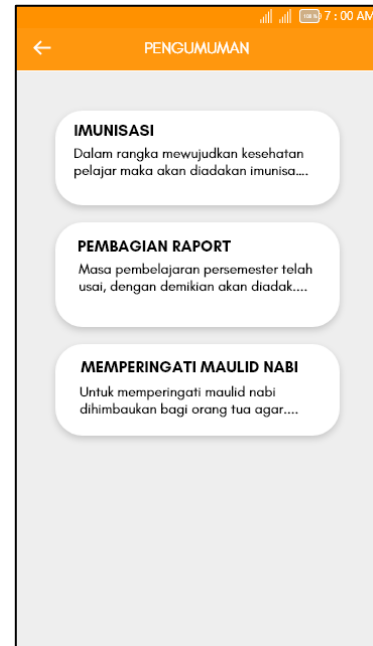 7 : 00 AM
PENGUMUMAN
IMUNISASI
Dalam rangka mewujudkan kesehatan
pelajar maka akan diadakan imunisa....
PEMBAGIAN RAPORT
Masa pembelajaran persemester telah
usai, dengan demikian akan diadak....
MEMPERINGATI MAULID NABI
Untuk memperingati maulid nabi
dihimbaukan bagi orang tua agar....